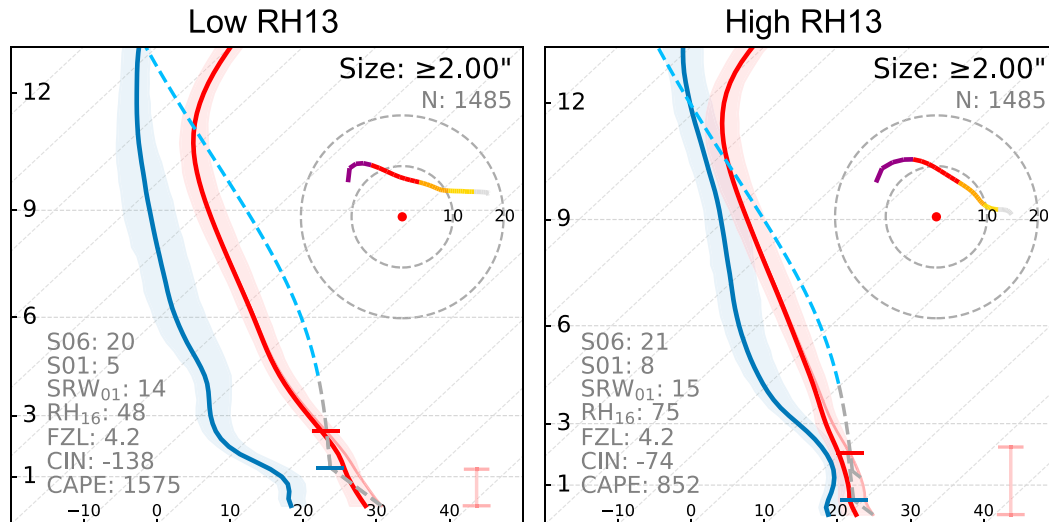 Low RH13
Size: ≥2.00"
N: 1485
12
9
6
3
1
10 20
S06: 20
S01: 5
SRW01: 14
RH16: 48
FZL: 4.2
CIN: -138
CAPE: 1575
−10 0 10 20 30 40
High RH13
Size: ≥2.00"
N: 1485
12
9
6
3
1
10 20
S06: 21
S01: 8
SRW01: 15
RH16: 75
FZL: 4.2
CIN: -74
CAPE: 852
−10 0 10 20 30 40